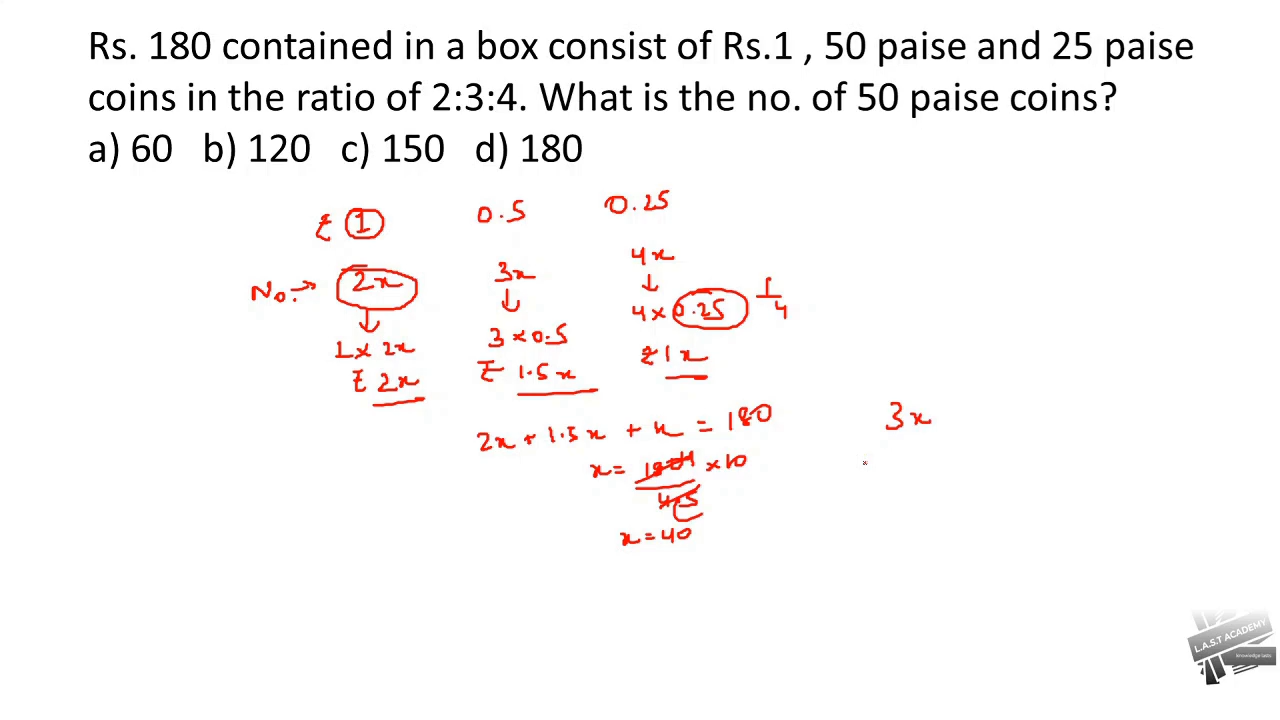 Rs. 180 contained in a box consist of Rs.1 , 50 paise and 25 paise
coins in the ratio of 2:3:4. What is the no. of 50 paise coins?
a) 60 b) 120 c) 150 d) 180
₹ 1 0.5 0.25
No. → 2x 3x 4x
↓ ↓ ↓
1 × 2x 3 × 0.5 4 × 0.25 1/4
₹ 2x ₹ 1.5x ₹ 1x
2x + 1.5x + x = 180
3x
x = 180/4.5 × 10
x = 40
L.A.S.T ACADEMY